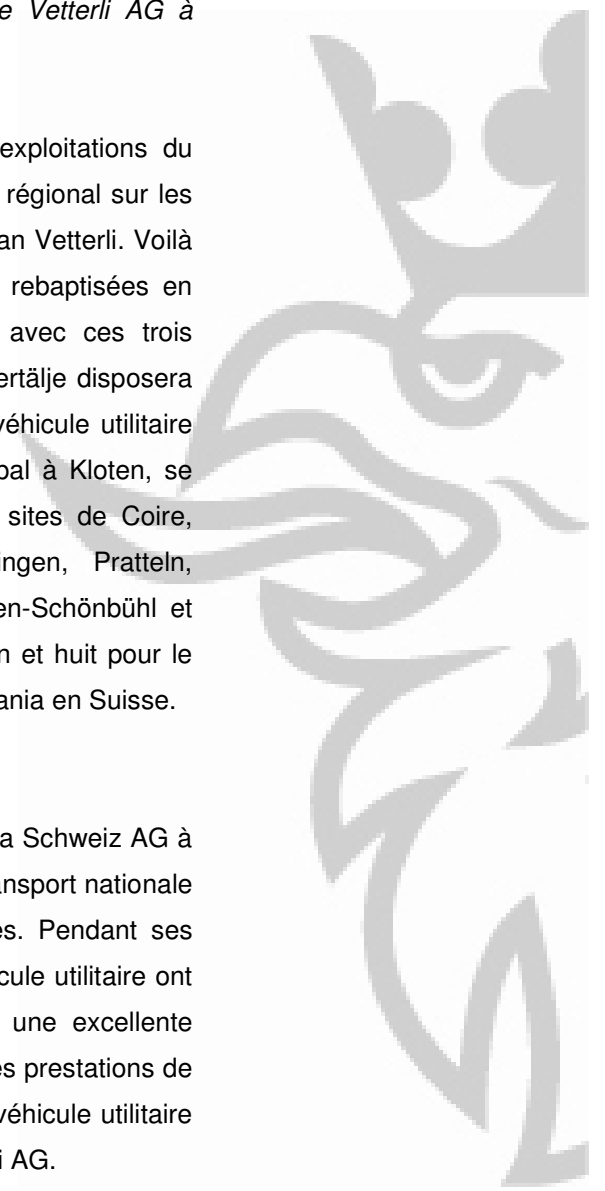 e Vetterli AG à
exploitations du
régional sur les
an Vetterli. Voilà
rebaptisées en
avec ces trois
ertälje disposera
véhicule utilitaire
pal à Kloten, se
sites de Coire,
ingen, Pratteln,
en-Schönbühl et
n et huit pour le
ania en Suisse.
a Schweiz AG à
ansport nationale
es. Pendant ses
cule utilitaire ont
une excellente
es prestations de
véhicule utilitaire
i AG.